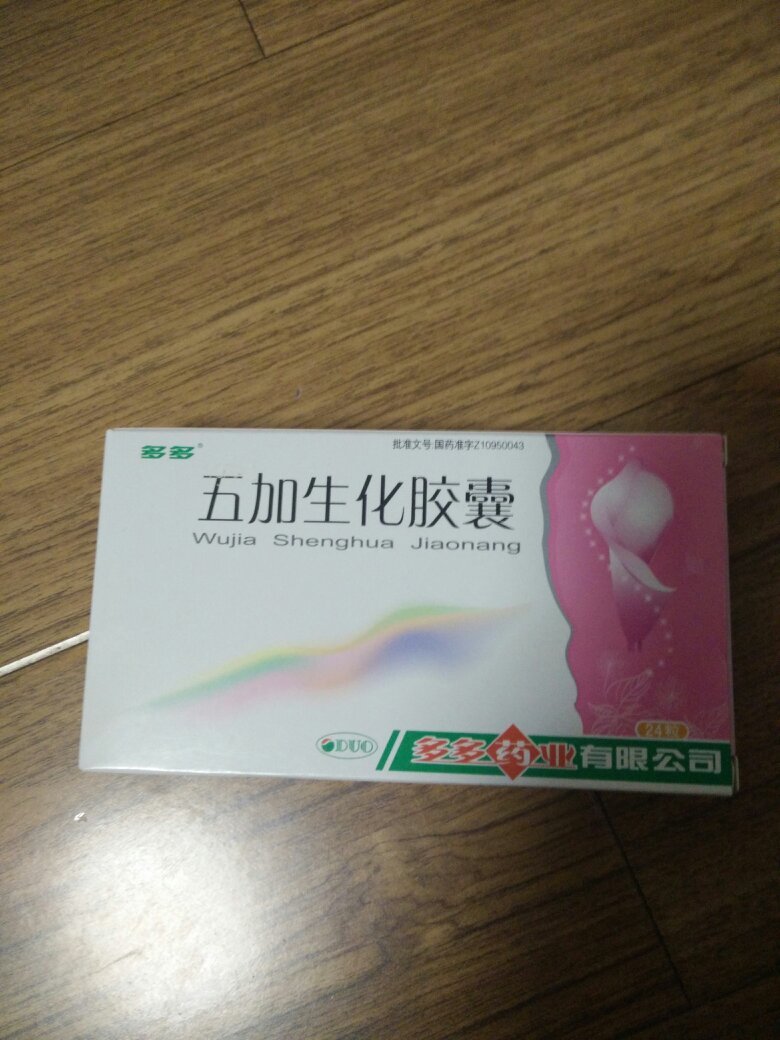 多多®
批准文号:国药准字Z10950043
五加生化胶囊
Wujia Shenghua Jiaonang
24粒
DUO
多多药业有限公司